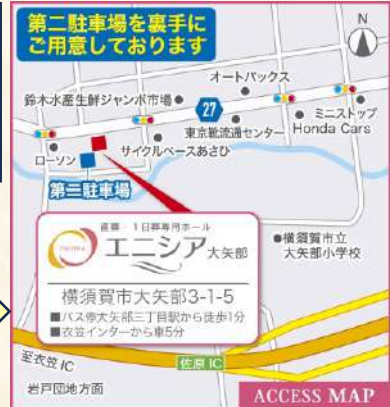 第二駐車場を裏手に
ご用意しております
N
オートバックス
鈴木水産生鮮ジャンボ市場
27
ミニストップ
東京靴流通センター
Honda Cars
ローソン
サイクルベースあさひ
第二駐車場
直葬・1日葬専用ホール
エニシア 大矢部
横須賀市立
大矢部小学校
横須賀市大矢部3-1-5
■バス停大矢部三丁目駅から徒歩1分
■衣笠インターから車5分
至衣笠IC
佐原IC
岩戸団地方面
ACCESS MAP